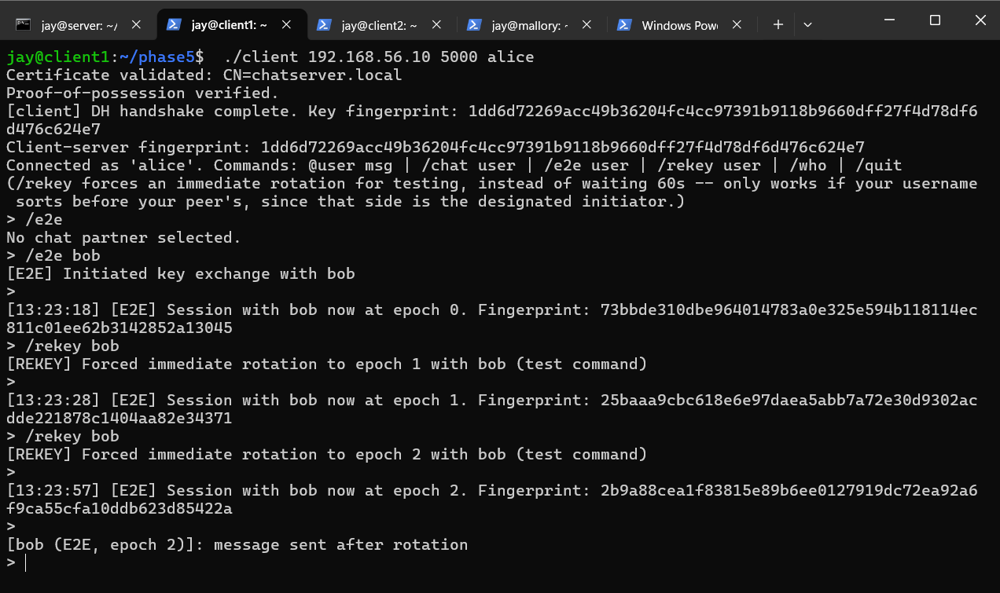 jay@server: ~/
jay@client1: ~
jay@client2: ~
jay@mallory: ~
Windows Pow
jay@client1:~/phase5$  ./client 192.168.56.10 5000 alice
Certificate validated: CN=chatserver.local
Proof-of-possession verified.
[client] DH handshake complete. Key fingerprint: 1dd6d72269acc49b36204fc4cc97391b9118b9660dff27f4d78df6
d476c624e7
Client-server fingerprint: 1dd6d72269acc49b36204fc4cc97391b9118b9660dff27f4d78df6d476c624e7
Connected as 'alice'. Commands: @user msg | /chat user | /e2e user | /rekey user | /who | /quit
(/rekey forces an immediate rotation for testing, instead of waiting 60s -- only works if your username
 sorts before your peer's, since that side is the designated initiator.)
> /e2e
No chat partner selected.
> /e2e bob
[E2E] Initiated key exchange with bob
>
[13:23:18] [E2E] Session with bob now at epoch 0. Fingerprint: 73bbde310dbe964014783a0e325e594b118114ec
811c01ee62b3142852a13045
> /rekey bob
[REKEY] Forced immediate rotation to epoch 1 with bob (test command)
>
[13:23:28] [E2E] Session with bob now at epoch 1. Fingerprint: 25baaa9cbc618e6e97daea5abb7a72e30d9302ac
dde221878c1404aa82e34371
> /rekey bob
[REKEY] Forced immediate rotation to epoch 2 with bob (test command)
>
[13:23:57] [E2E] Session with bob now at epoch 2. Fingerprint: 2b9a88cea1f83815e89b6ee0127919dc72ea92a6
f9ca55cfa10ddb623d85422a
>
[bob (E2E, epoch 2)]: message sent after rotation
>